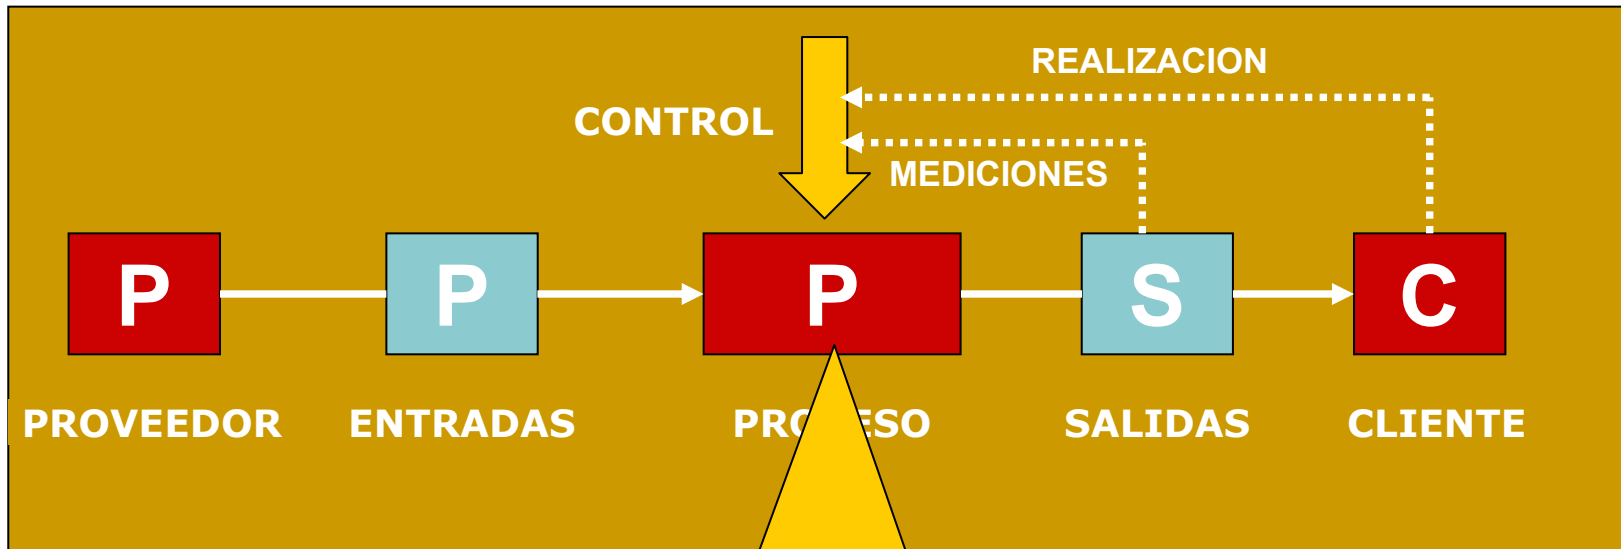 REALIZACION
CONTROL
MEDICIONES
P P P S C
PROVEEDOR ENTRADAS SALIDAS CLIENTE